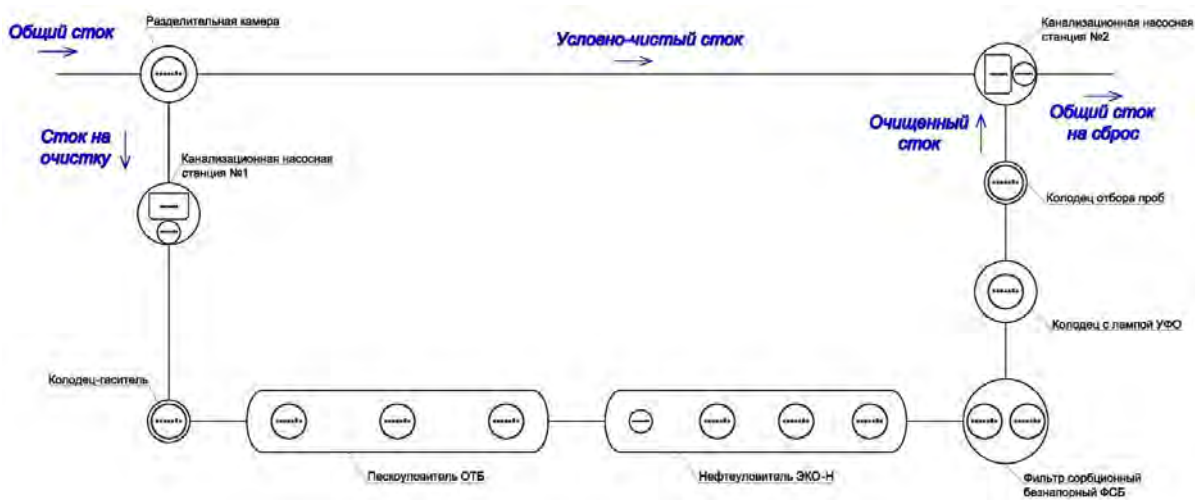 Разделительная камера
Общий сток
Условно-чистый сток
Канализационная насосная
станция №2
Сток на
очистку
Канализационная насосная
станция №1
Очищенный
сток
Общий сток
на сброс
Колодец отбора проб
Колодец с лампой УФО
Колодец-гаситель
Пескоуловитель ОТБ
Нефтеуловитель ЭКО-Н
Фильтр сорбционный
безнапорный ФСБ